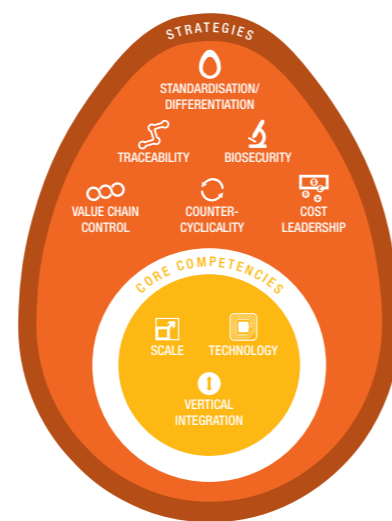 STRATEGIES
STANDARDISATION/
DIFFERENTIATION
TRACEABILITY
BIOSECURITY
VALUE CHAIN
CONTROL
COUNTER-
CYCLICALITY
COST
LEADERSHIP
CORE COMPETENCIES
SCALE
TECHNOLOGY
VERTICAL
INTEGRATION